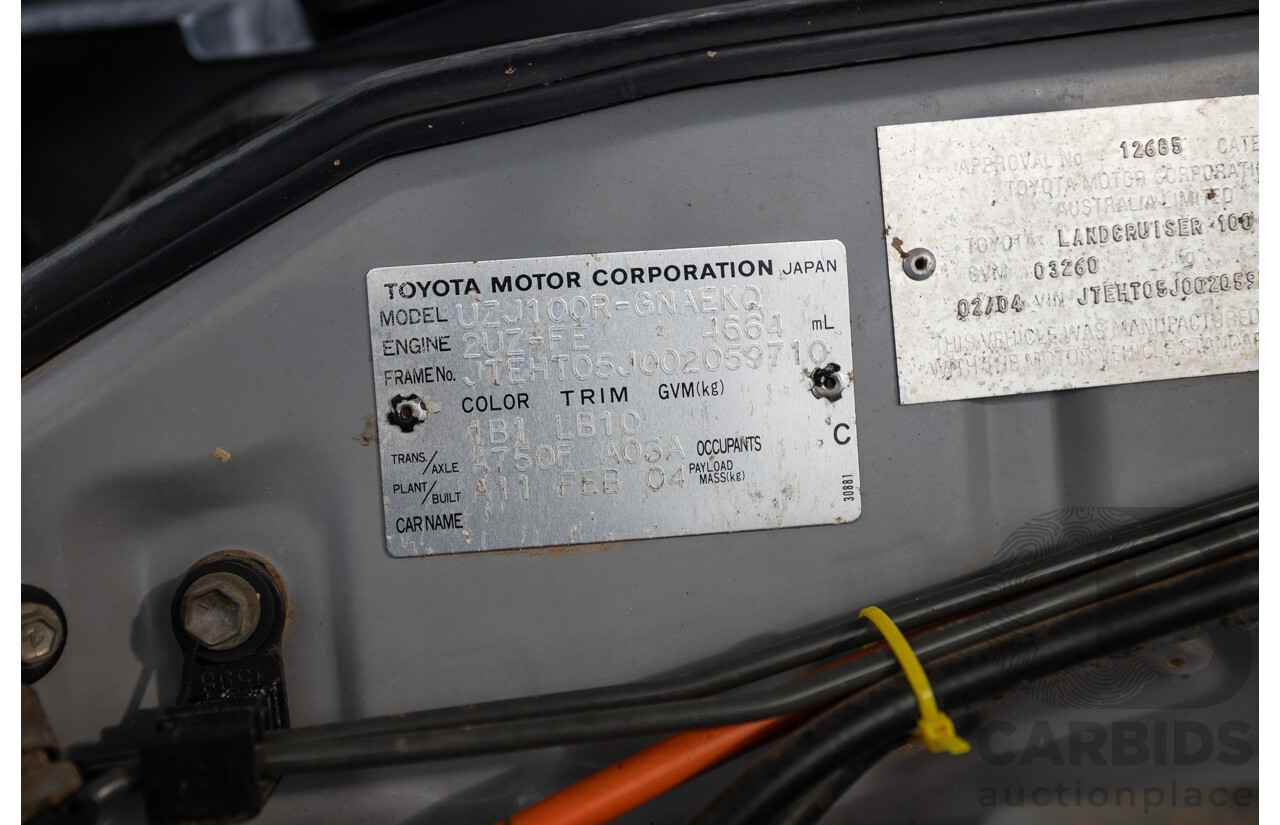 TOYOTA MOTOR CORPORATION JAPAN
MODEL UZJ100R-GNAEKQ
ENGINE 2UZ-FE 4664 mL
FRAME No. JTEHT05J002059710
COLOR TRIM GVM(kg)
1B1 LB10 C
TRANS./AXLE A750F A03A OCCUPANTS
PLANT/BUILT A11 FEB 04 PAYLOAD MASS(kg)
CAR NAME
30881
APPROVAL No 12685 CATE
TOYOTA MOTOR CORPORATI
AUSTRALIA LIMITED
TOYOTA LANDCRUISER 100
GVM 03260
02/04 VIN JTEHT05J002059
THIS VEHICLE WAS MANUFACTURED
WITH THE MOTOR VEHICLE STANDAR
CARBIDS
auctionplace